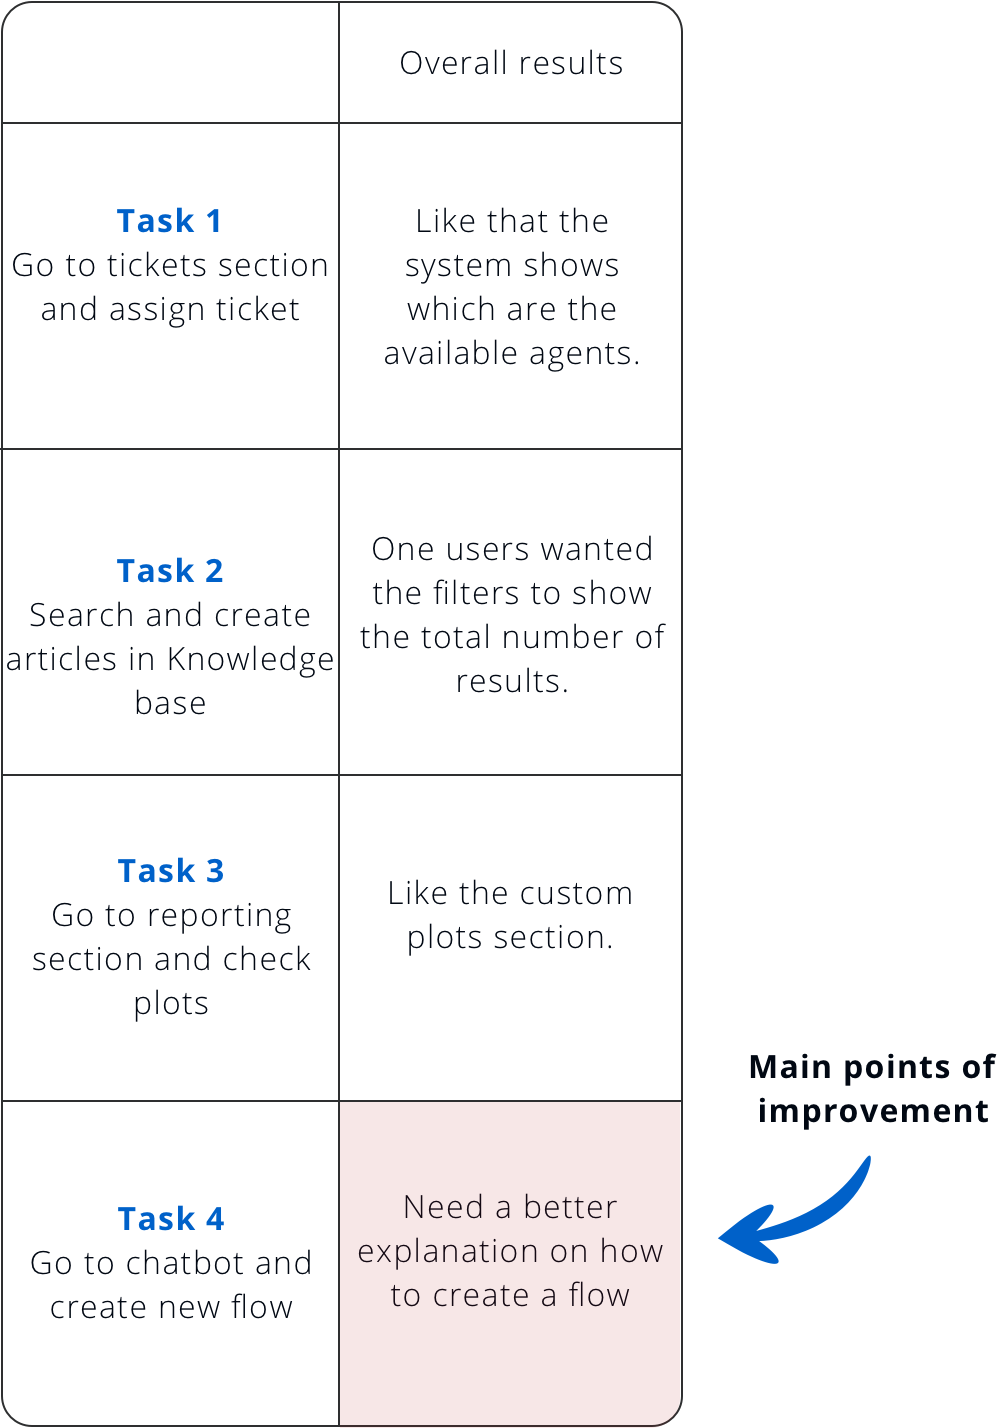 Overall results
Task 1
Go to tickets section
and assign ticket
Like that the
system shows
which are the
available agents.
Task 2
Search and create
articles in Knowledge
base
One users wanted
the filters to show
the total number of
results.
Task 3
Go to reporting
section and check
plots
Like the custom
plots section.
Task 4
Go to chatbot and
create new flow
Need a better
explanation on how
to create a flow
Main points of
improvement